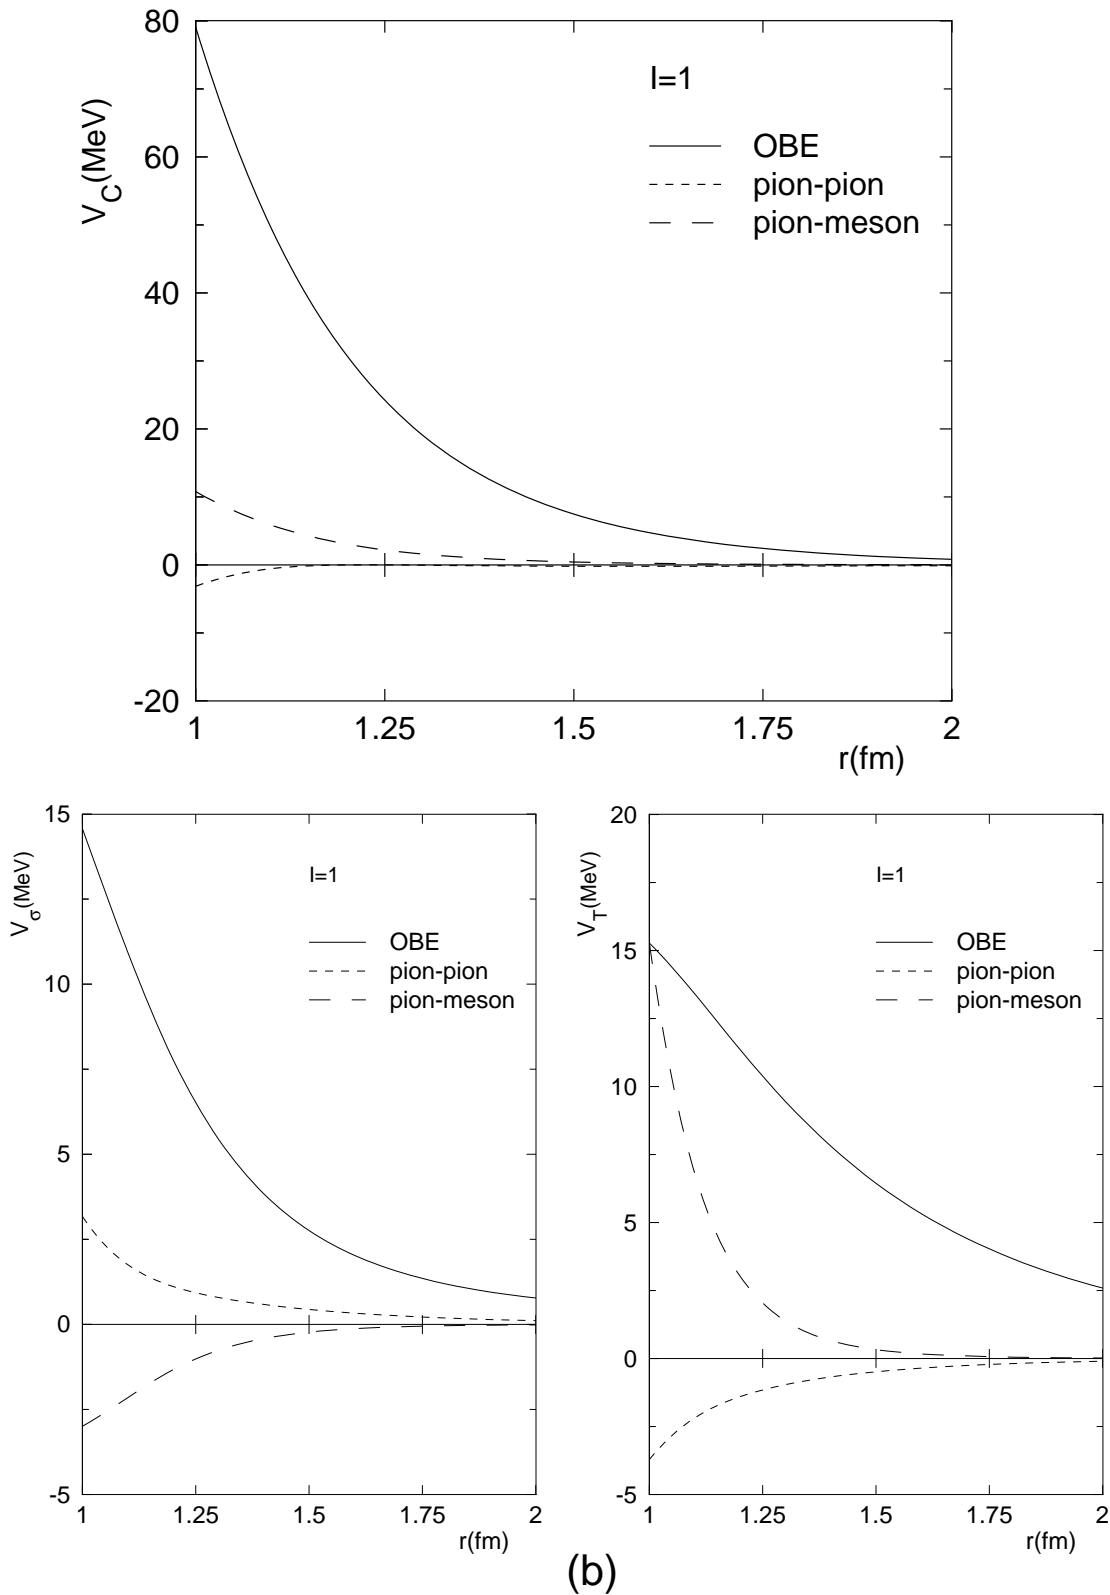 80
60
40
20
0
-20
V_C(MeV)
I=1
OBE
pion-pion
pion-meson
1 1.25 1.5 1.75 2
r(fm)
15
10
5
0
-5
V_σ(MeV)
I=1
OBE
pion-pion
pion-meson
1 1.25 1.5 1.75 2
r(fm)
20
15
10
5
0
-5
V_T(MeV)
I=1
OBE
pion-pion
pion-meson
1 1.25 1.5 1.75 2
r(fm)
(b)